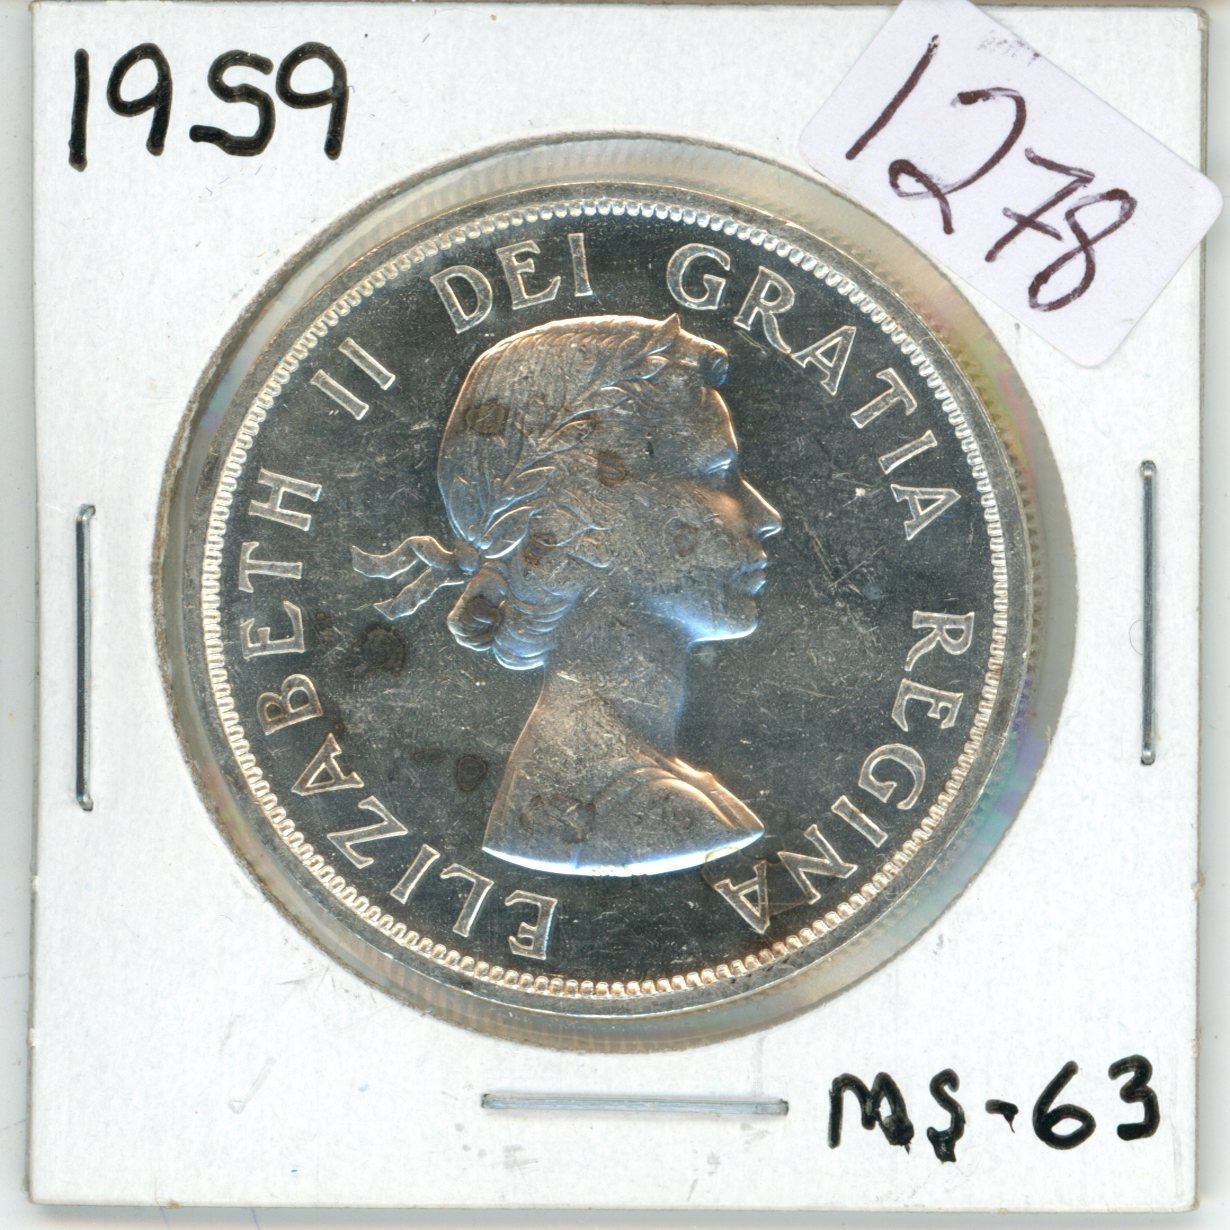 1959
1278
ELIZABETH II DEI GRATIA REGINA
MS-63